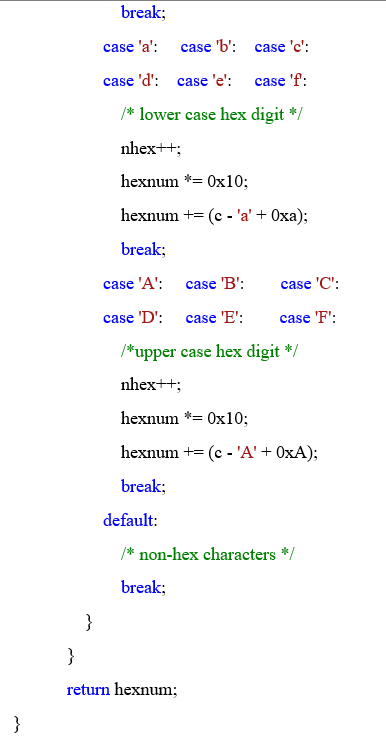 break;
case 'a': case 'b': case 'c':
case 'd': case 'e': case 'f':
/* lower case hex digit */
nhex++;
hexnum *= 0x10;
hexnum += (c - 'a' + 0xa);
break;
case 'A': case 'B': case 'C':
case 'D': case 'E': case 'F':
/*upper case hex digit */
nhex++;
hexnum *= 0x10;
hexnum += (c - 'A' + 0xA);
break;
default:
/* non-hex characters */
break;
}
}
return hexnum;
}